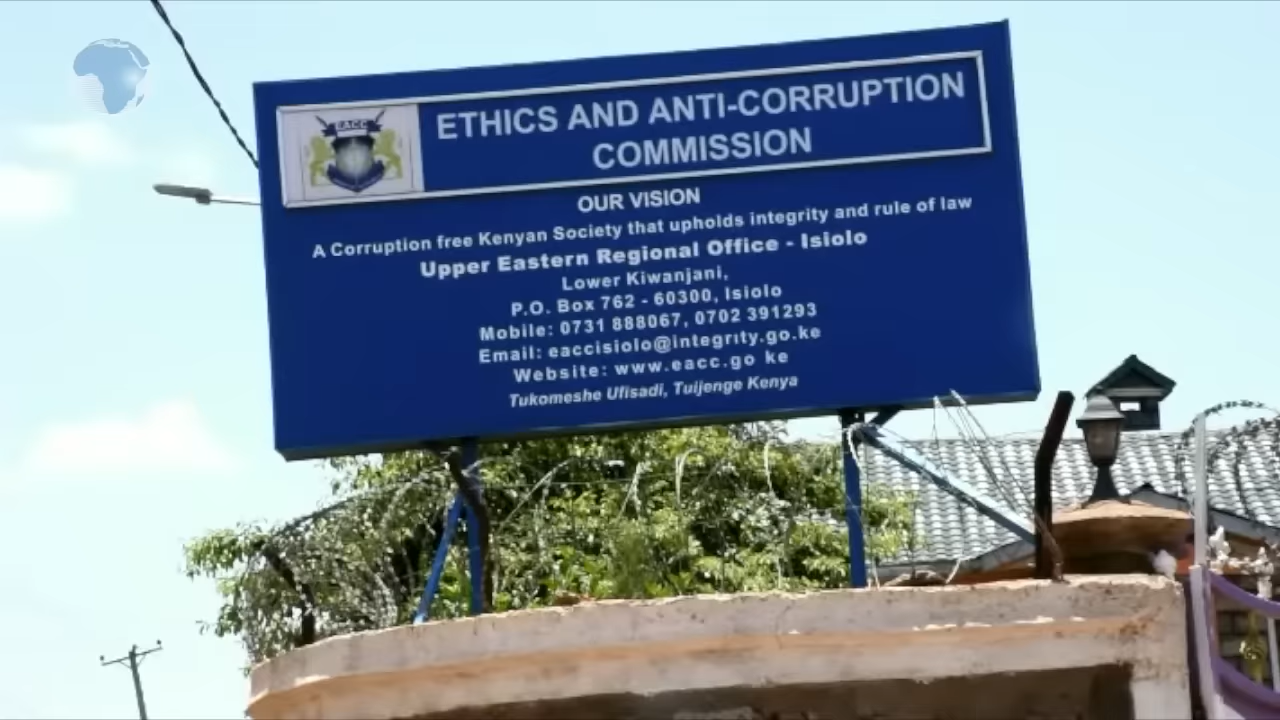 EACC
ETHICS AND ANTI-CORRUPTION
COMMISSION
OUR VISION
A Corruption free Kenyan Society that upholds integrity and rule of law
Upper Eastern Regional Office - Isiolo
Lower Kiwanjani,
P.O. Box 762 - 60300, Isiolo
Mobile: 0731 888067, 0702 391293
Email: eaccisiolo@integrity.go.ke
Website: www.eacc.go ke
Tukomeshe Ufisadi, Tuijenge Kenya